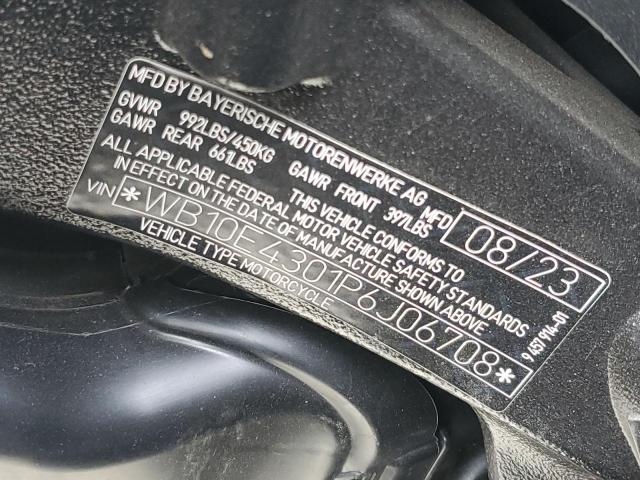 MFD BY BAYERISCHE MOTORENWERKE AG MFD 08/23
GVWR 992LBS/450KG GAWR FRONT 397LBS
GAWR REAR 661LBS
THIS VEHICLE CONFORMS TO
ALL APPLICABLE FEDERAL MOTOR VEHICLE SAFETY STANDARDS
IN EFFECT ON THE DATE OF MANUFACTURE SHOWN ABOVE
VIN *WB10E4301P6J06708*
VEHICLE TYPE MOTORCYCLE
9 457 914-01